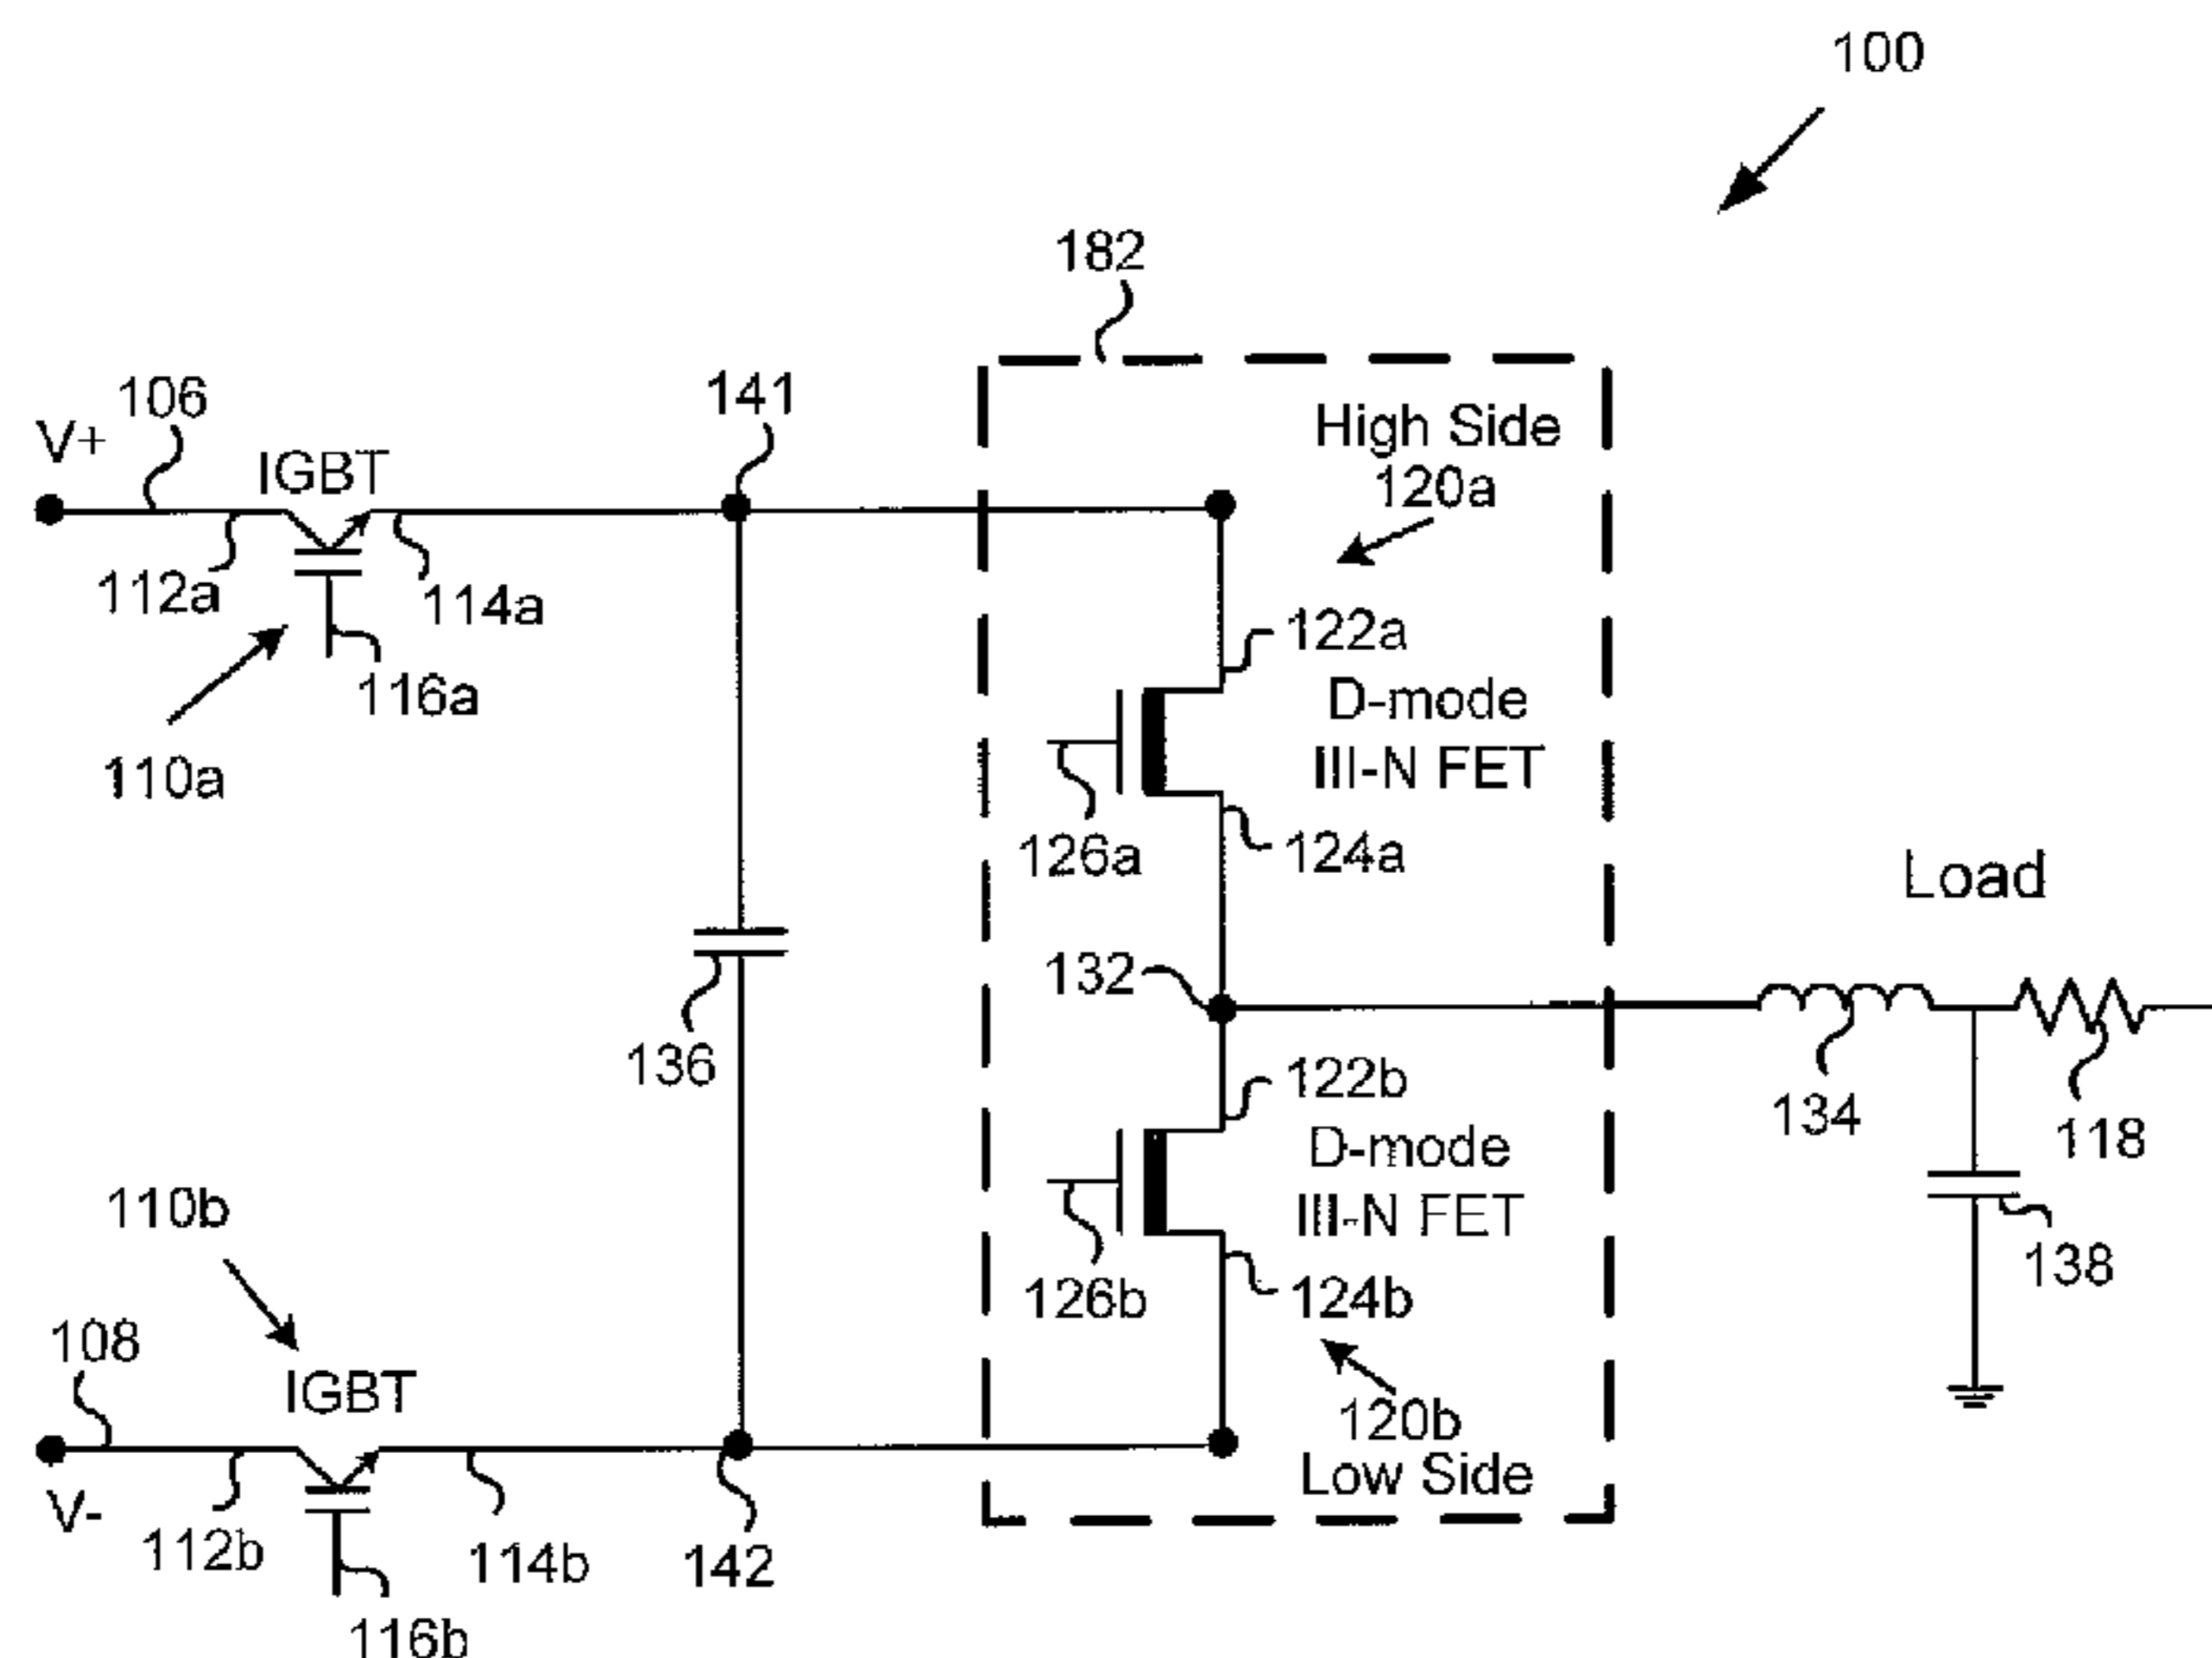 100
182
141
106
V+
IGBT
High Side
120a
112a
114a
122a
116a
D-mode
III-N FET
110a
126a
124a
Load
132
136
122b
134
118
D-mode
III-N FET
110b
138
126b
124b
108
IGBT
120b
Low Side
V-
112b
114b
142
116b